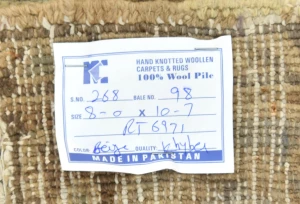 KC
HAND KNOTTED WOOLLEN
CARPETS & RUGS
100% Wool Pile
S. NO. 268 BALE NO. 98
SIZE 8-0 x 10-7
RT 6971
COLOR Beige QUALITY Khyber
MADE IN PAKISTAN